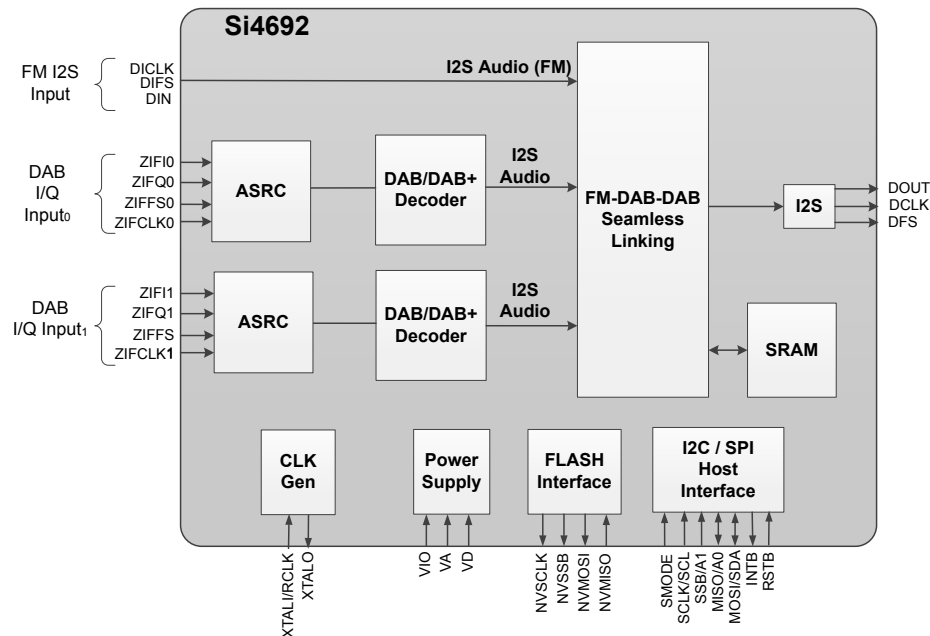 Si4692
FM I2S
Input
DICLK
DIFS
DIN
I2S Audio (FM)
DAB
I/Q
Input0
ZIFI0
ZIFQ0
ZIFFS0
ZIFCLK0
ASRC
DAB/DAB+
Decoder
I2S
Audio
FM-DAB-DAB
Seamless
Linking
I2S
DOUT
DCLK
DFS
DAB
I/Q Input1
ZIFI1
ZIFQ1
ZIFFS
ZIFCLK1
ASRC
DAB/DAB+
Decoder
I2S
Audio
SRAM
CLK
Gen
Power
Supply
FLASH
Interface
I2C / SPI
Host
Interface
XTALI/RCLK
XTALO
VIO
VA
VD
NVSCLK
NVSSB
NVMOSI
NVMISO
SMODE
SCLK/SCL
SSB/A1
MISO/A0
MOSI/SDA
INTB
RSTB